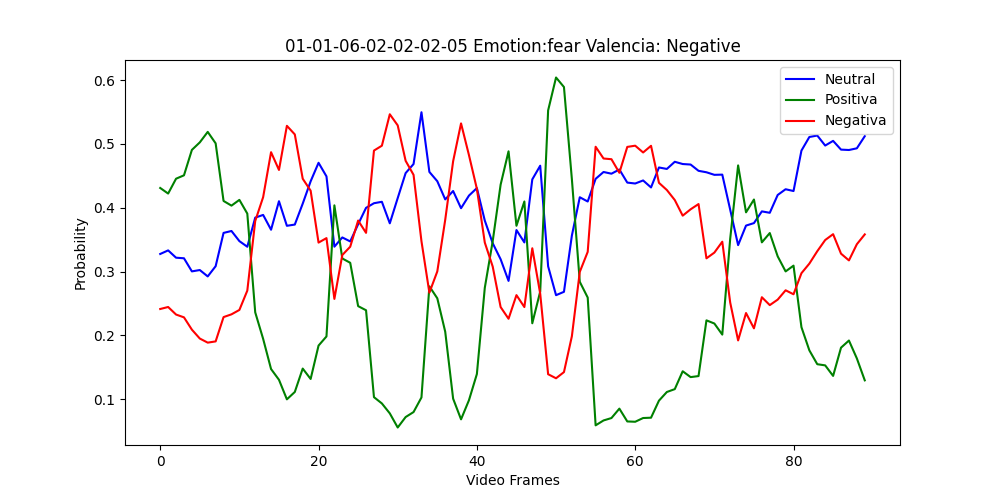 01-01-06-02-02-02-05 Emotion:fear Valencia: Negative
Neutral
Positiva
Negativa
Probability
0.6
0.5
0.4
0.3
0.2
0.1
0 20 40 60 80
Video Frames